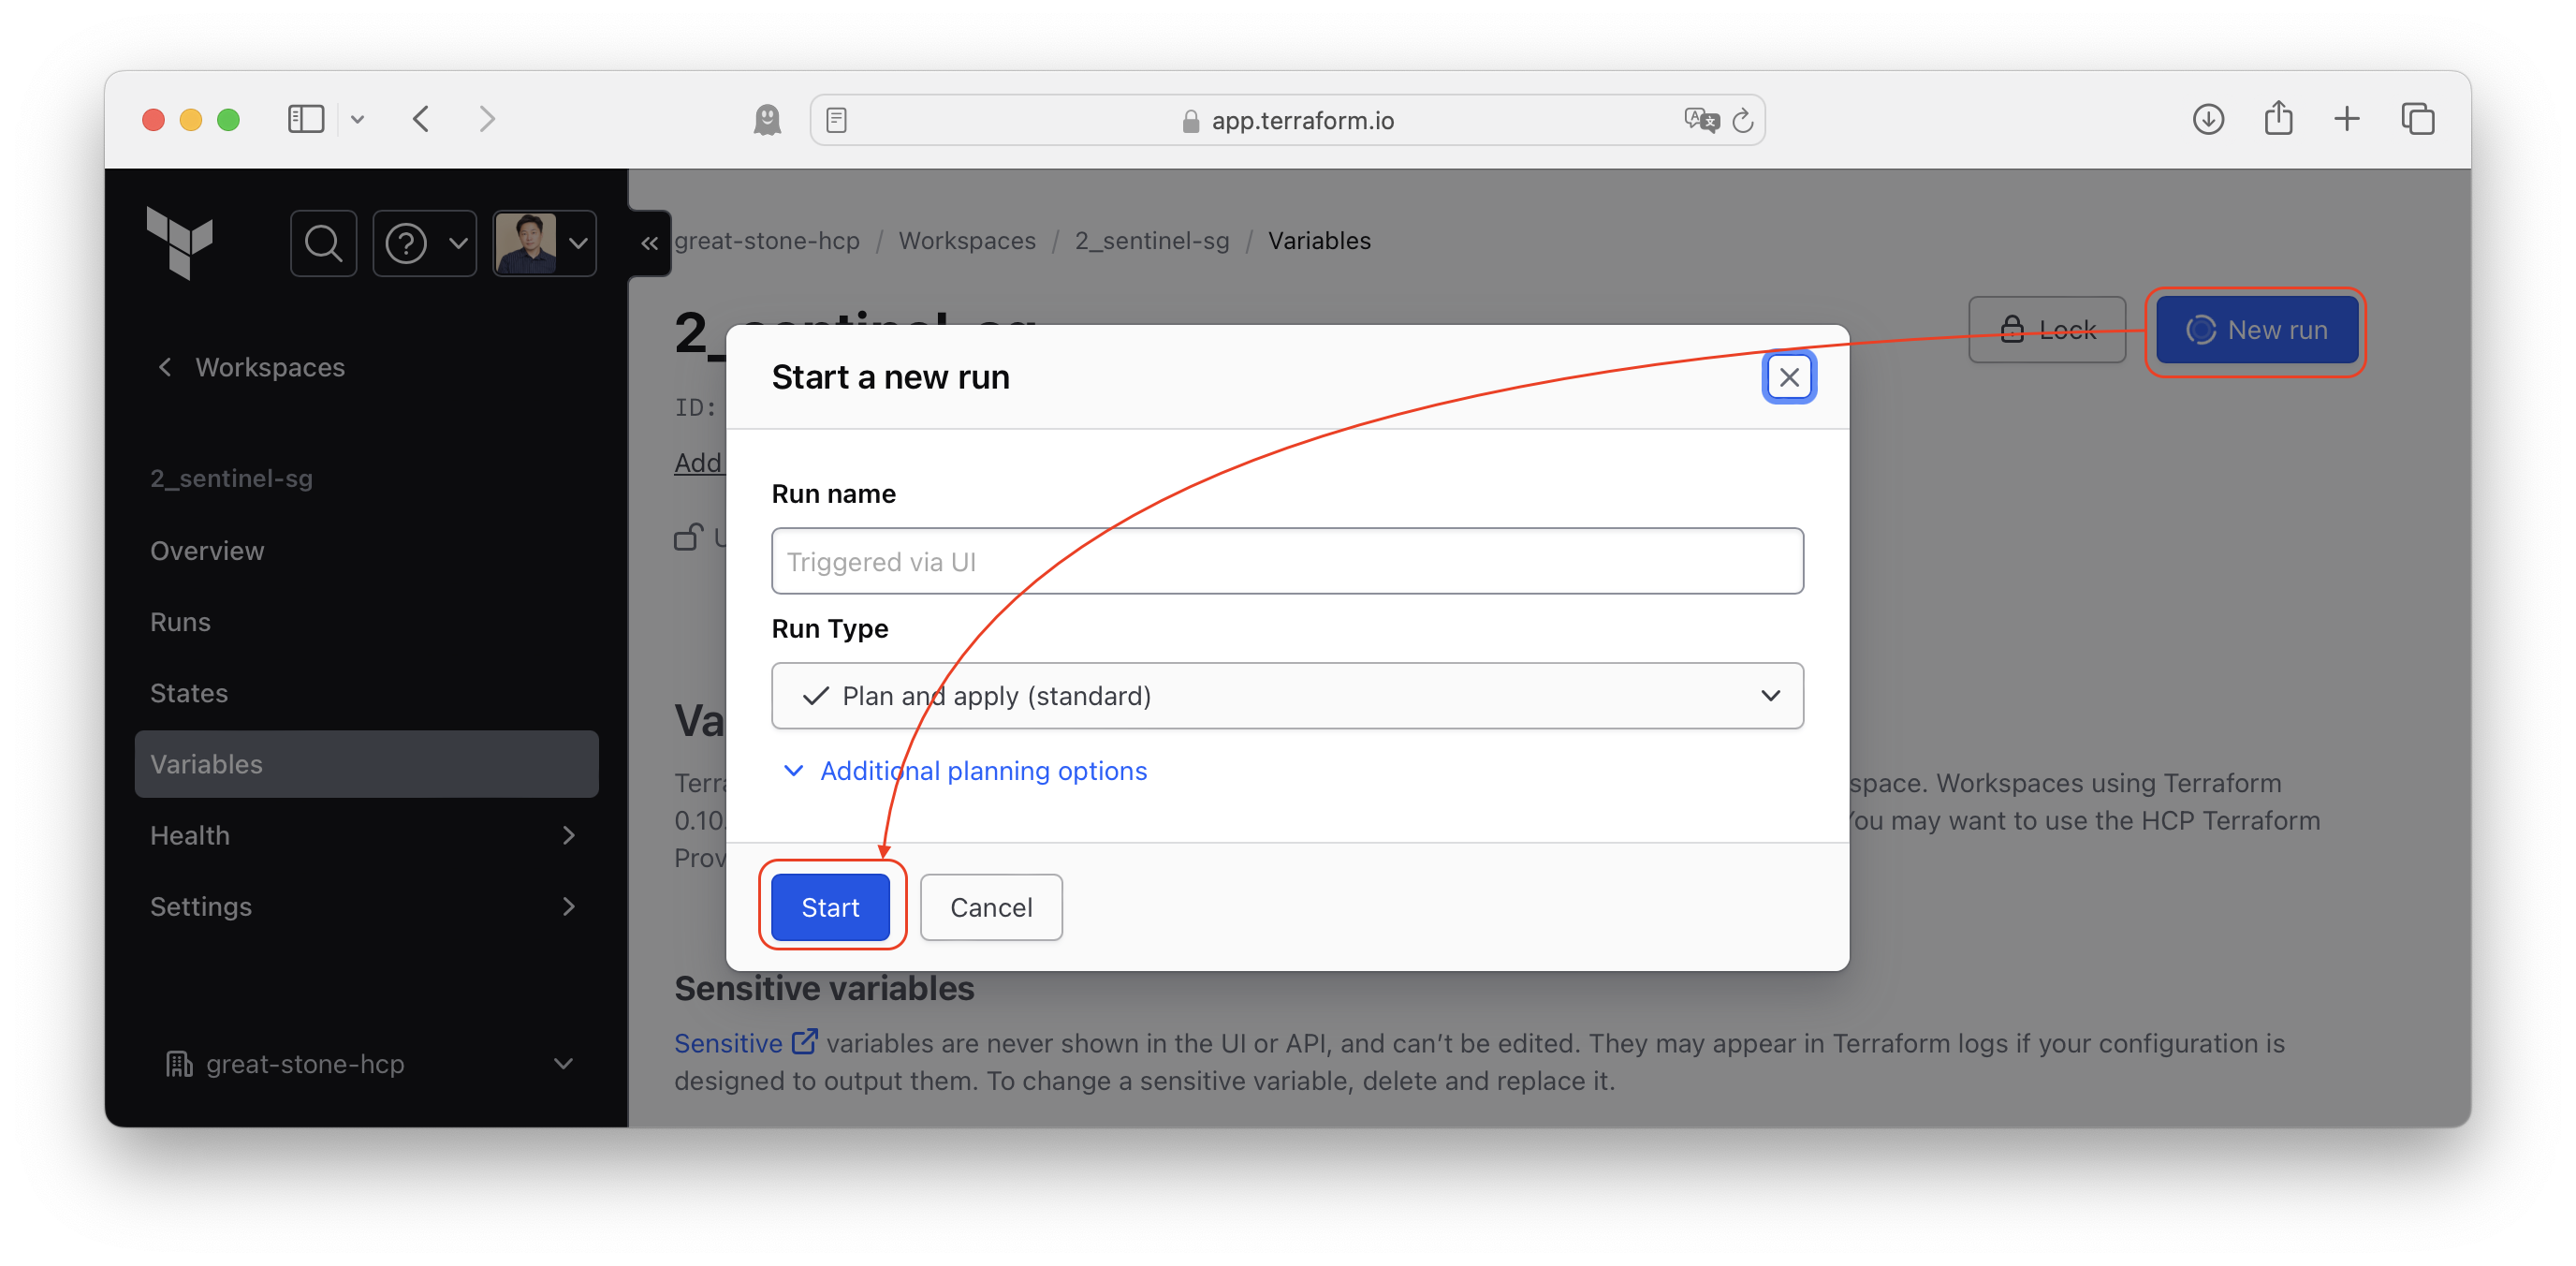 app.terraform.io
great-stone-hcp / Workspaces / 2_sentinel-sg / Variables
Lock
New run
Workspaces
2_sentinel-sg
Overview
Runs
States
Variables
Health
Settings
great-stone-hcp
ID:
Add
Start a new run
Run name
Triggered via UI
Run Type
Plan and apply (standard)
Additional planning options
Start
Cancel
space. Workspaces using Terraform
0.10.
You may want to use the HCP Terraform
Sensitive variables
Sensitive variables are never shown in the UI or API, and can’t be edited. They may appear in Terraform logs if your configuration is
designed to output them. To change a sensitive variable, delete and replace it.